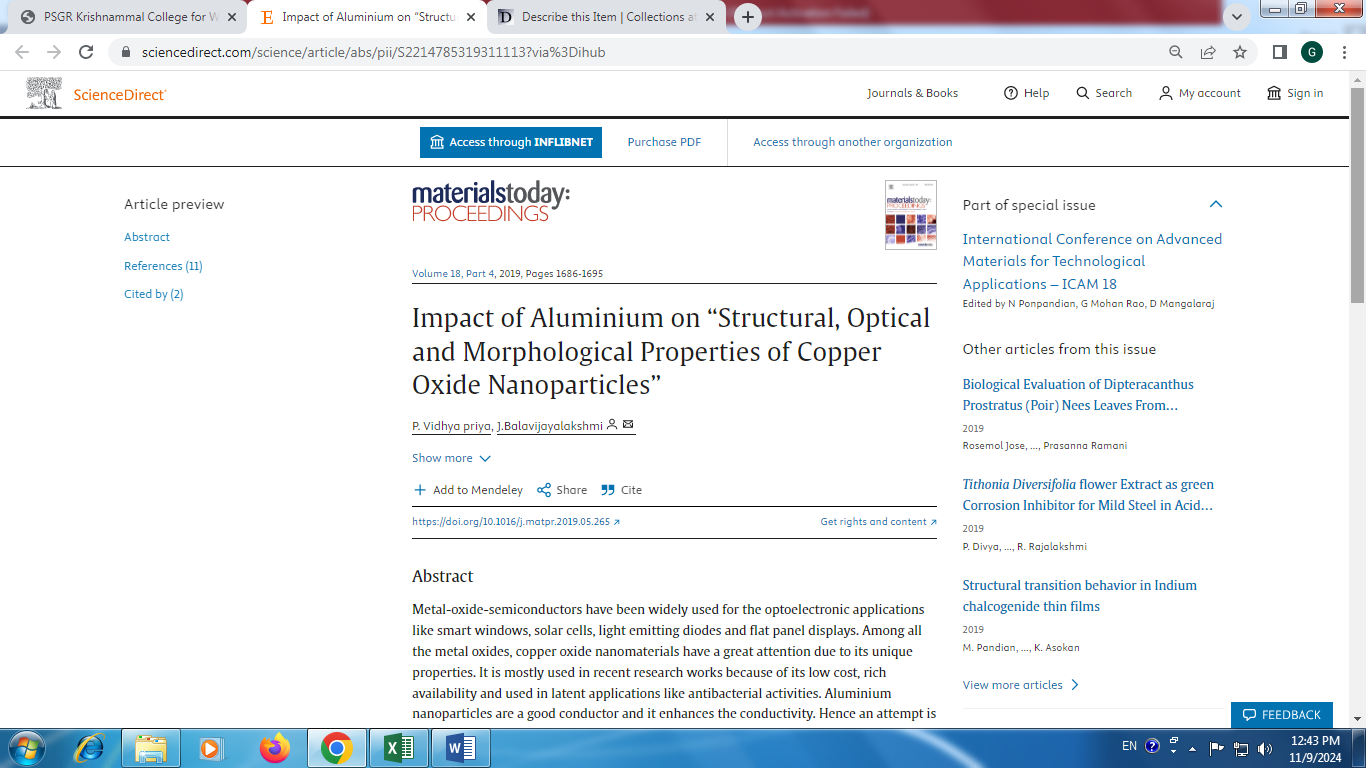 PSGR Krishnammal College for W
Impact of Aluminium on “Structu
Describe this Item | Collections a
sciencedirect.com/science/article/abs/pii/S2214785319311113?via%3Dihub
G
ScienceDirect
Journals & Books
Help
Search
My account
Sign in
Access through INFLIBNET
Purchase PDF
Access through another organization
Article preview
Abstract
References (11)
Cited by (2)
materialstoday:
PROCEEDINGS
materialstoday:
PROCEEDINGS
Volume 18, Part 4, 2019, Pages 1686-1695
Impact of Aluminium on “Structural, Optical
and Morphological Properties of Copper
Oxide Nanoparticles”
P. Vidhya priya, J.Balavijayalakshmi
Show more
Add to Mendeley
Share
Cite
https://doi.org/10.1016/j.matpr.2019.05.265
Get rights and content
Abstract
Metal-oxide-semiconductors have been widely used for the optoelectronic applications
like smart windows, solar cells, light emitting diodes and flat panel displays. Among all
the metal oxides, copper oxide nanomaterials have a great attention due to its unique
properties. It is mostly used in recent research works because of its low cost, rich
availability and used in latent applications like antibacterial activities. Aluminium
nanoparticles are a good conductor and it enhances the conductivity. Hence an attempt is
Part of special issue
International Conference on Advanced
Materials for Technological
Applications – ICAM 18
Edited by N Ponpandian, G Mohan Rao, D Mangalaraj
Other articles from this issue
Biological Evaluation of Dipteracanthus
Prostratus (Poir) Nees Leaves From…
2019
Rosemol Jose, …, Prasanna Ramani
Tithonia Diversifolia flower Extract as green
Corrosion Inhibitor for Mild Steel in Acid…
2019
P. Divya, …, R. Rajalakshmi
Structural transition behavior in Indium
chalcogenide thin films
2019
M. Pandian, …, K. Asokan
View more articles
FEEDBACK
EN
12:43 PM
11/9/2024